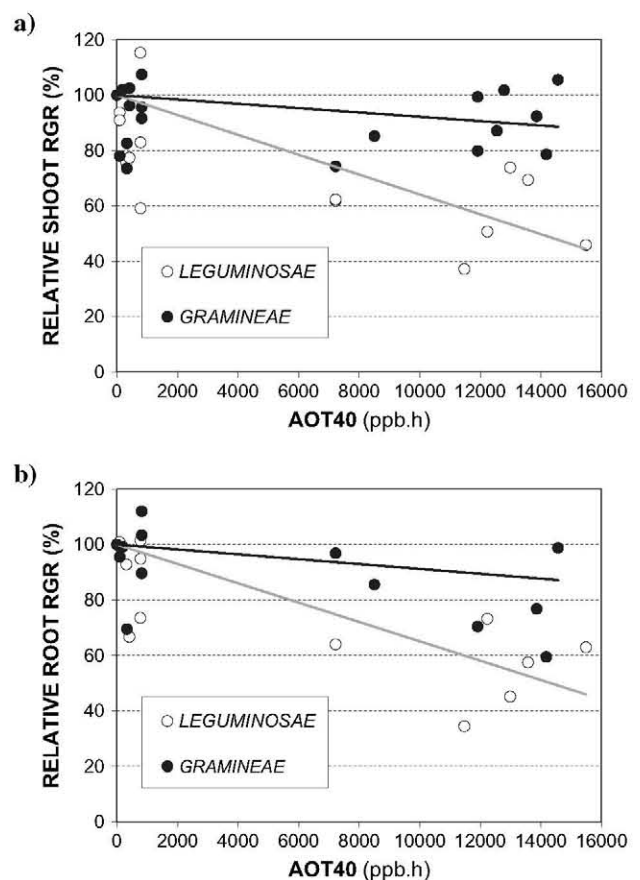 a)
120
100
80
60
40
20
0
RELATIVE SHOOT RGR (%)
LEGUMINOSAE
GRAMINEAE
0 2000 4000 6000 8000 10000 12000 14000 16000
AOT40 (ppb.h)
b)
120
100
80
60
40
20
0
RELATIVE ROOT RGR (%)
LEGUMINOSAE
GRAMINEAE
0 2000 4000 6000 8000 10000 12000 14000 16000
AOT40 (ppb.h)